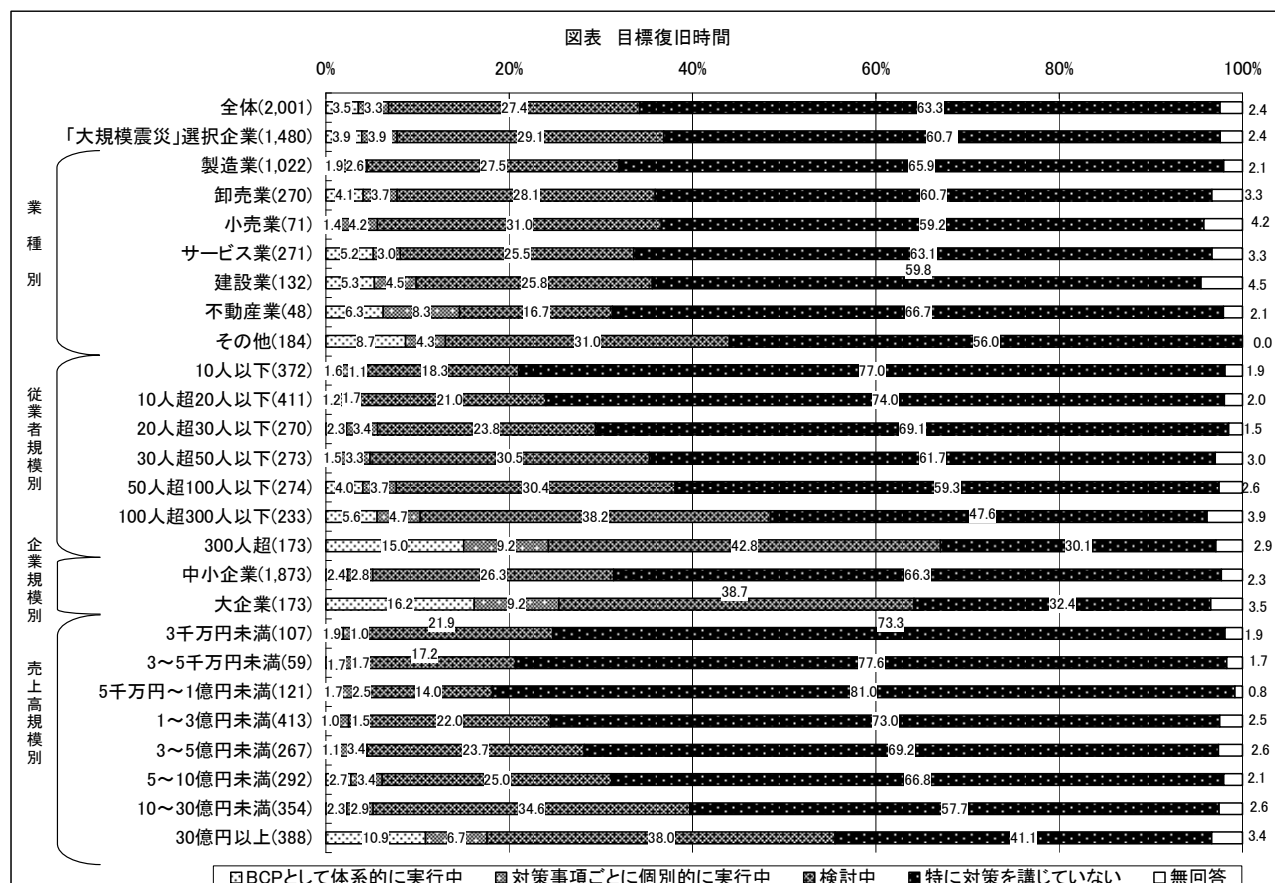 図表 目標復旧時間
0% 20% 40% 60% 80% 100%
全体(2,001) 3.5 3.3 27.4 63.3 2.4
「大規模震災」選択企業(1,480) 3.9 3.9 29.1 60.7 2.4
業種別
製造業(1,022) 1.9 2.6 27.5 65.9 2.1
卸売業(270) 4.1 3.7 28.1 60.7 3.3
小売業(71) 1.4 4.2 31.0 59.2 4.2
サービス業(271) 5.2 3.0 25.5 63.1 3.3
建設業(132) 5.3 4.5 25.8 59.8 4.5
不動産業(48) 6.3 8.3 16.7 66.7 2.1
その他(184) 8.7 4.3 31.0 56.0 0.0
従業者規模別
10人以下(372) 1.6 1.1 18.3 77.0 1.9
10人超20人以下(411) 1.2 1.7 21.0 74.0 2.0
20人超30人以下(270) 2.3 3.4 23.8 69.1 1.5
30人超50人以下(273) 1.5 3.3 30.5 61.7 3.0
50人超100人以下(274) 4.0 3.7 30.4 59.3 2.6
100人超300人以下(233) 5.6 4.7 38.2 47.6 3.9
300人超(173) 15.0 9.2 42.8 30.1 2.9
企業規模別
中小企業(1,873) 2.4 2.8 26.3 66.3 2.3
大企業(173) 16.2 9.2 38.7 32.4 3.5
売上高規模別
3千万円未満(107) 1.9 1.0 21.9 73.3 1.9
3～5千万円未満(59) 1.7 1.7 17.2 77.6 1.7
5千万円～1億円未満(121) 1.7 2.5 14.0 81.0 0.8
1～3億円未満(413) 1.0 1.5 22.0 73.0 2.5
3～5億円未満(267) 1.1 3.4 23.7 69.2 2.6
5～10億円未満(292) 2.7 3.4 25.0 66.8 2.1
10～30億円未満(354) 2.3 2.9 34.6 57.7 2.6
30億円以上(388) 10.9 6.7 38.0 41.1 3.4
BCPとして体系的に実行中 対策事項ごとに個別的に実行中 検討中 特に対策を講じていない 無回答